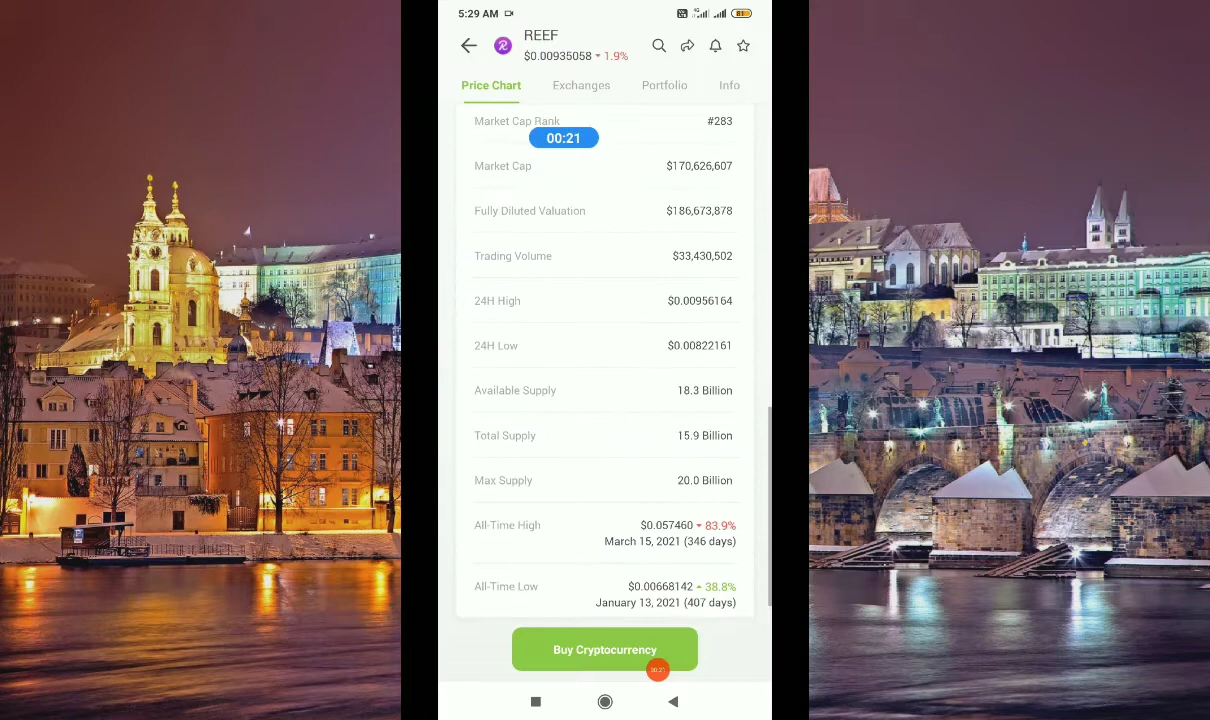 5:29 AM
4G
81
REEF
$0.00935058 1.9%
Price Chart Exchanges Portfolio Info
Market Cap Rank #283
00:21
Market Cap $170,626,607
Fully Diluted Valuation $186,673,878
Trading Volume $33,430,502
24H High $0.00956164
24H Low $0.00822161
Available Supply 18.3 Billion
Total Supply 15.9 Billion
Max Supply 20.0 Billion
All-Time High $0.057460 83.9%
March 15, 2021 (346 days)
All-Time Low $0.00668142 38.8%
January 13, 2021 (407 days)
Buy Cryptocurrency
00:21